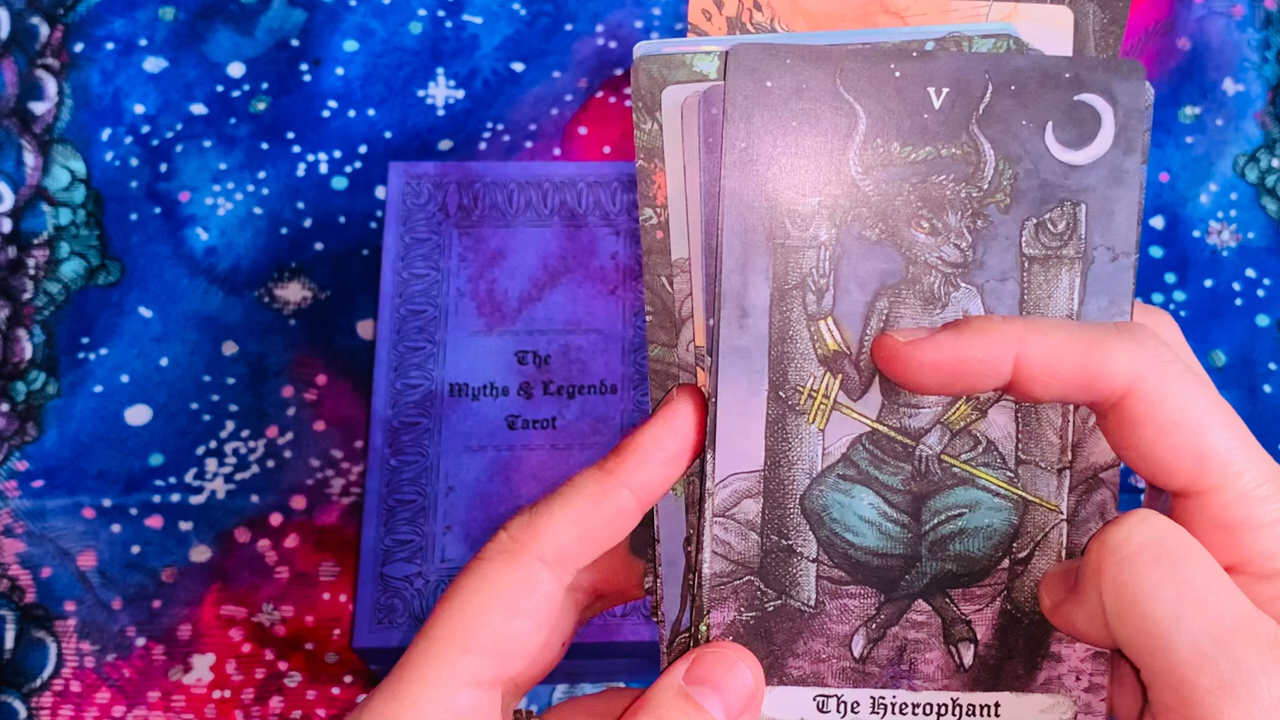 The
Myths & Legends
Tarot
V
The Hierophant